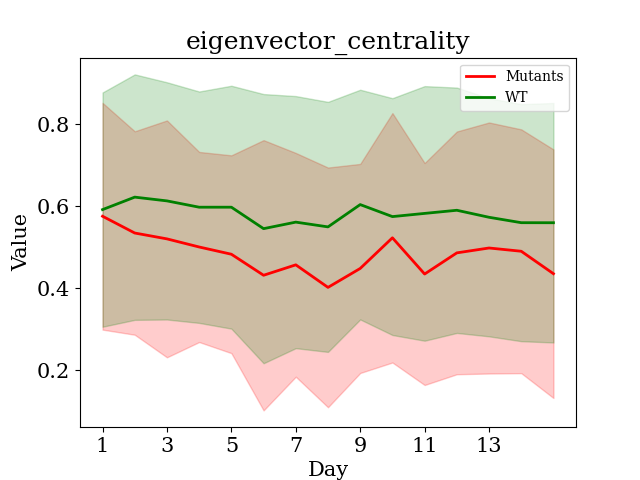 eigenvector_centrality
Mutants
WT
Value
0.8
0.6
0.4
0.2
1 3 5 7 9 11 13
Day